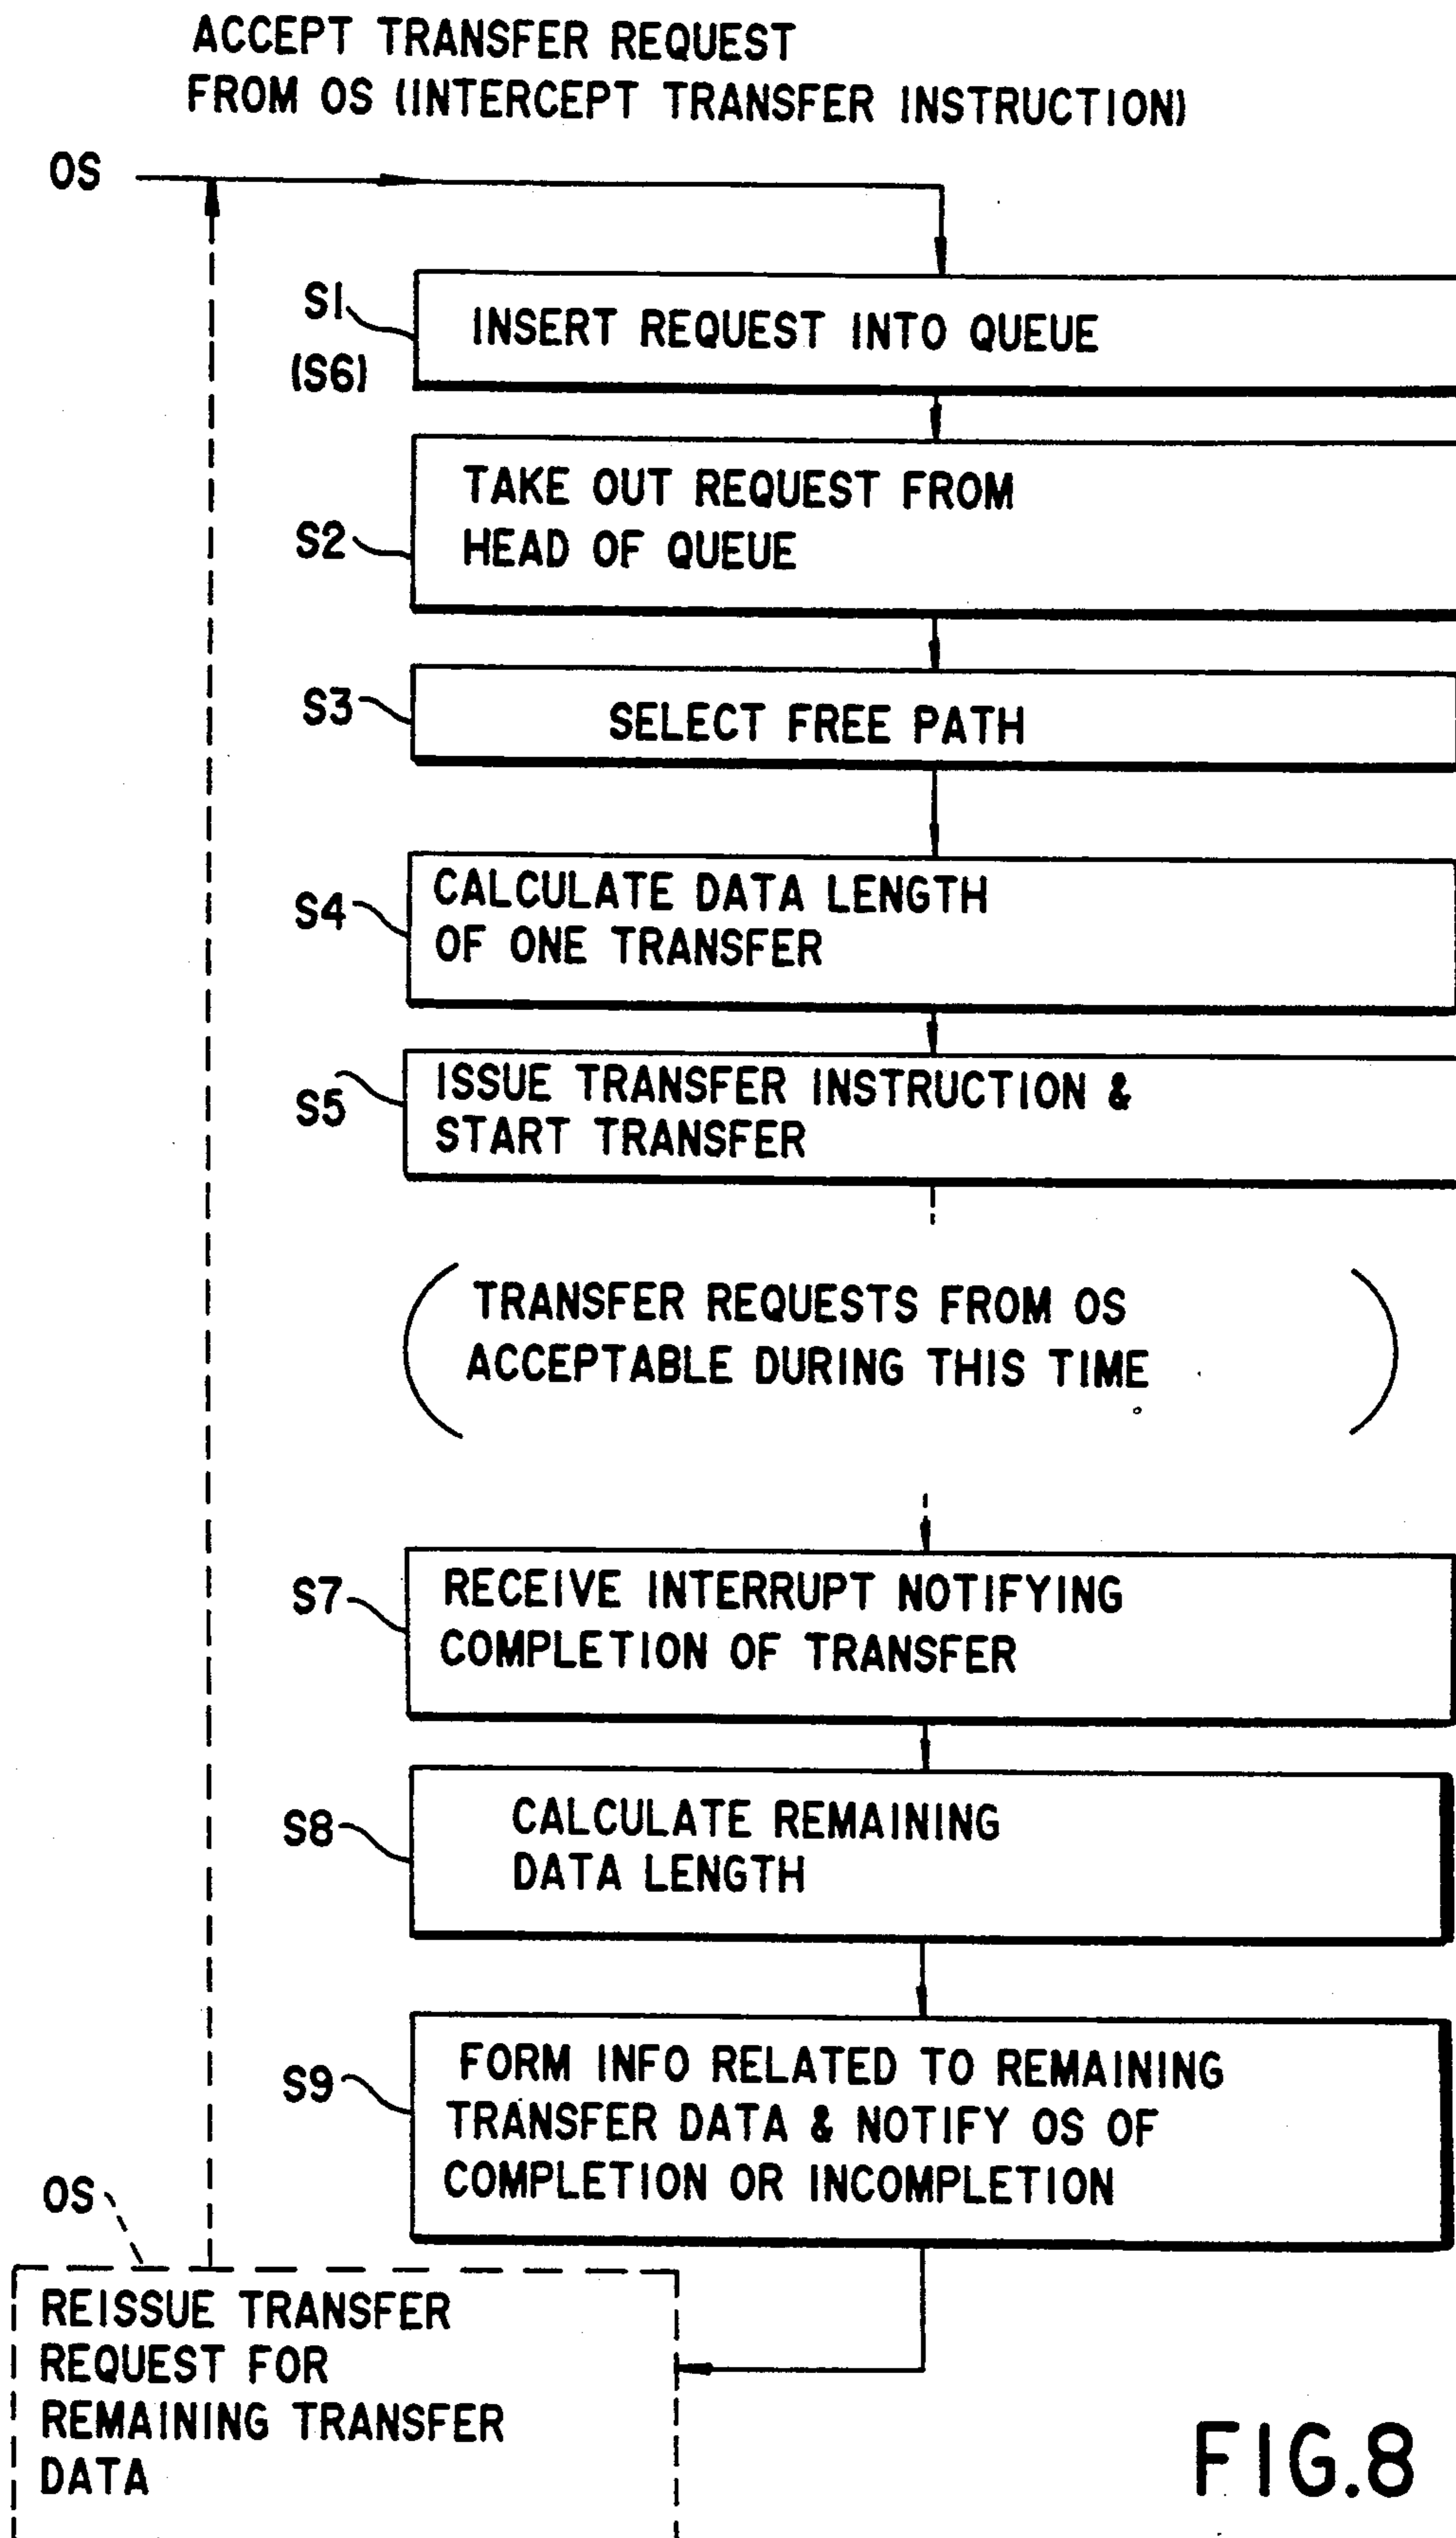 ACCEPT TRANSFER REQUEST
FROM OS (INTERCEPT TRANSFER INSTRUCTION)
OS
S1
(S6)
INSERT REQUEST INTO QUEUE
S2
TAKE OUT REQUEST FROM
HEAD OF QUEUE
S3
SELECT FREE PATH
S4
CALCULATE DATA LENGTH
OF ONE TRANSFER
S5
ISSUE TRANSFER INSTRUCTION &
START TRANSFER
TRANSFER REQUESTS FROM OS
ACCEPTABLE DURING THIS TIME
S7
RECEIVE INTERRUPT NOTIFYING
COMPLETION OF TRANSFER
S8
CALCULATE REMAINING
DATA LENGTH
S9
FORM INFO RELATED TO REMAINING
TRANSFER DATA & NOTIFY OS OF
COMPLETION OR INCOMPLETION
OS
REISSUE TRANSFER
REQUEST FOR
REMAINING TRANSFER
DATA
FIG.8